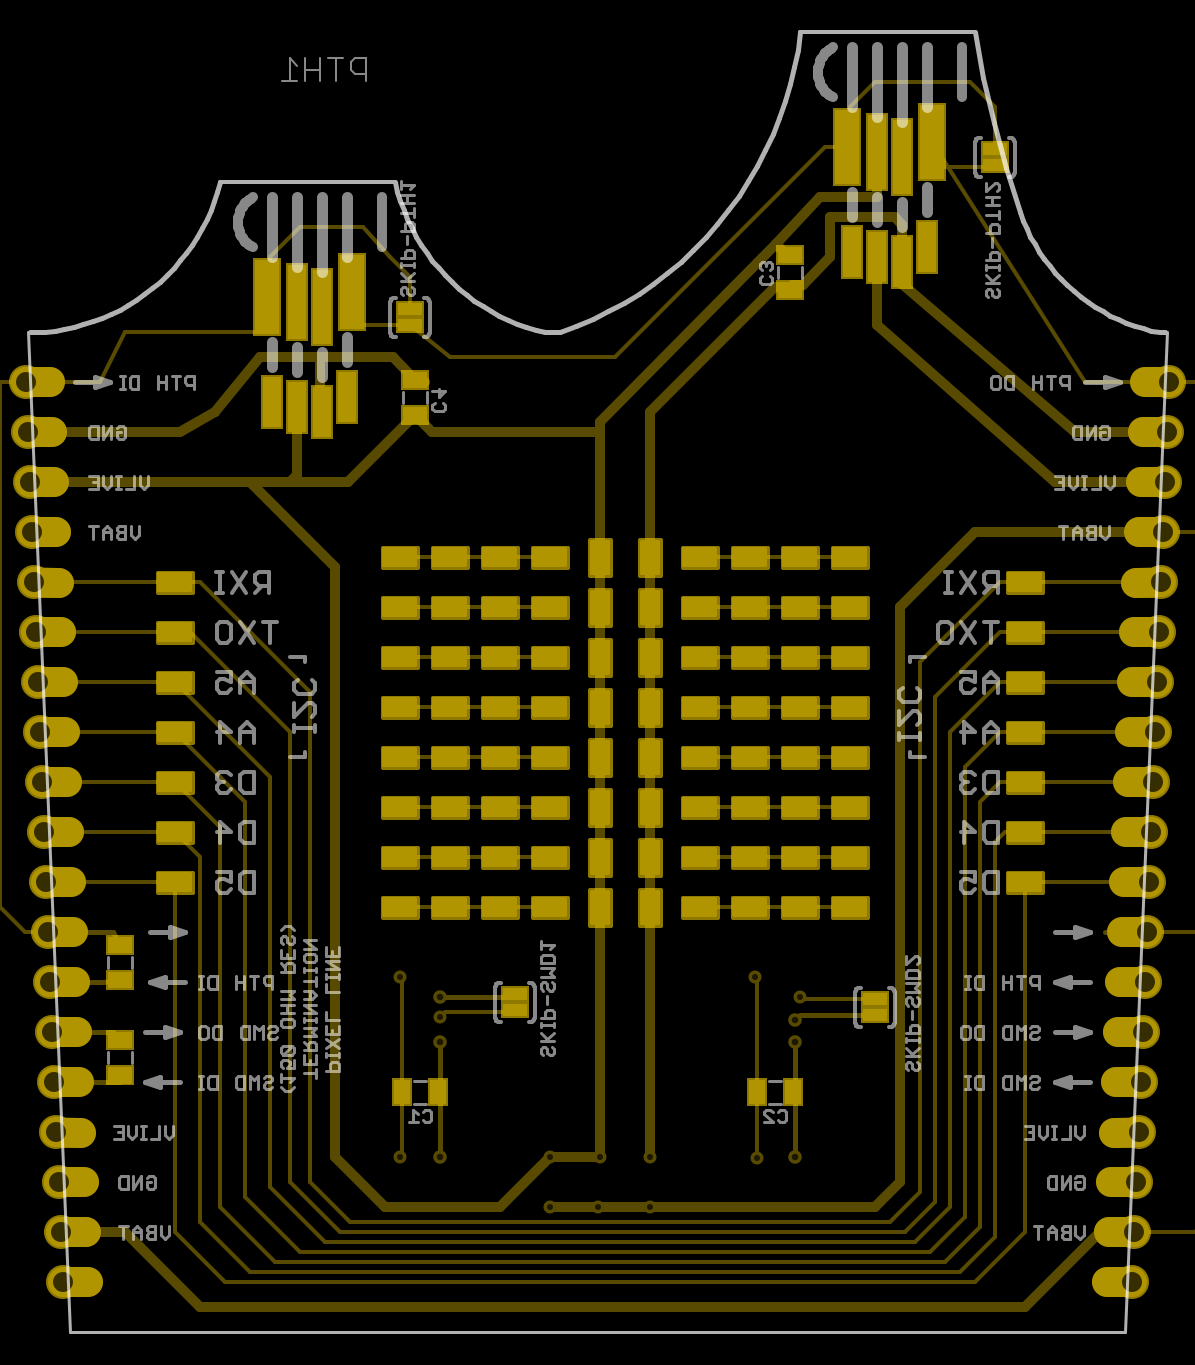 PTH1
SKIP-PTH1
SKIP-PTH2
C3
C4
PTH DI
PTH DO
GND
GND
VLIVE
VLIVE
VBAT
VBAT
RXI
RXI
TXO
TXO
A5
A5
[ I2C ]
[ I2C ]
A4
A4
D3
D3
D4
D4
D5
D5
PIXEL LINE
TERMINATION
(150 OHM RES)
SKIP-SMD1
SKIP-SMD2
PTH DI
PTH DI
SMD DO
SMD DO
SMD DI
SMD DI
C1
C2
VLIVE
VLIVE
GND
GND
VBAT
VBAT